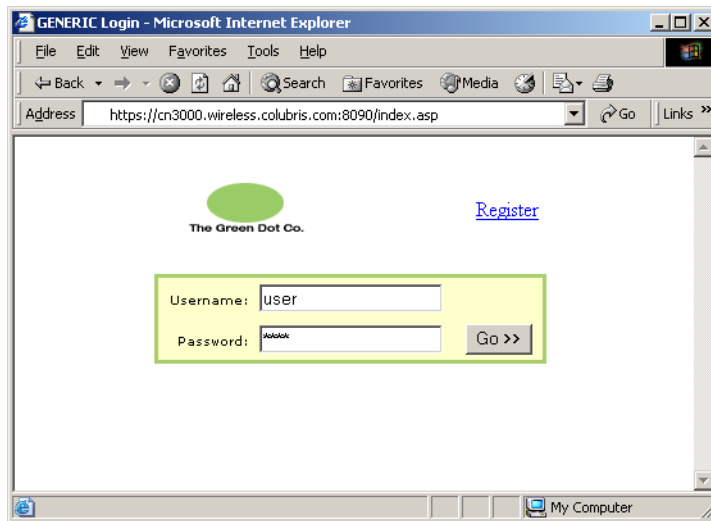 GENERIC Login - Microsoft Internet Explorer
File Edit View Favorites Tools Help
Back Search Favorites Media
Address https://cn3000.wireless.colubris.com:8090/index.asp Go Links »
The Green Dot Co.
Register
Username: user
Password: ****
Go >>
My Computer